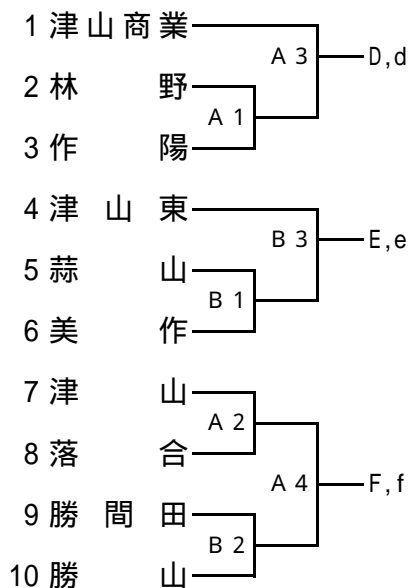 1 津山商業
A 3
D,d
2 林野
A 1
3 作陽
4 津山東
B 3
E,e
5 蒜山
B 1
6 美作
7 津山
A 2
8 落合
A 4
F,f
9 勝間田
B 2
10 勝山